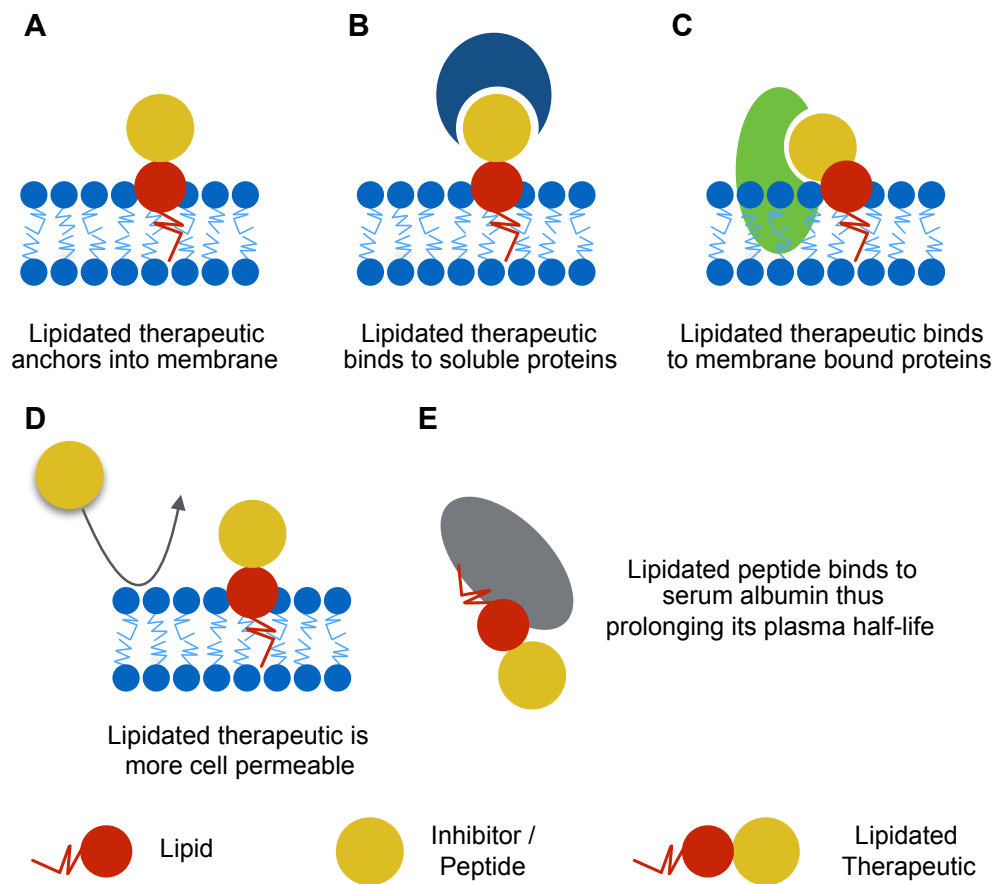 A
B
C
Lipidated therapeutic
anchors into membrane
Lipidated therapeutic
binds to soluble proteins
Lipidated therapeutic binds
to membrane bound proteins
D
E
Lipidated peptide binds to
serum albumin thus
prolonging its plasma half-life
Lipidated therapeutic is
more cell permeable
Lipid
Inhibitor /
Peptide
Lipidated
Therapeutic